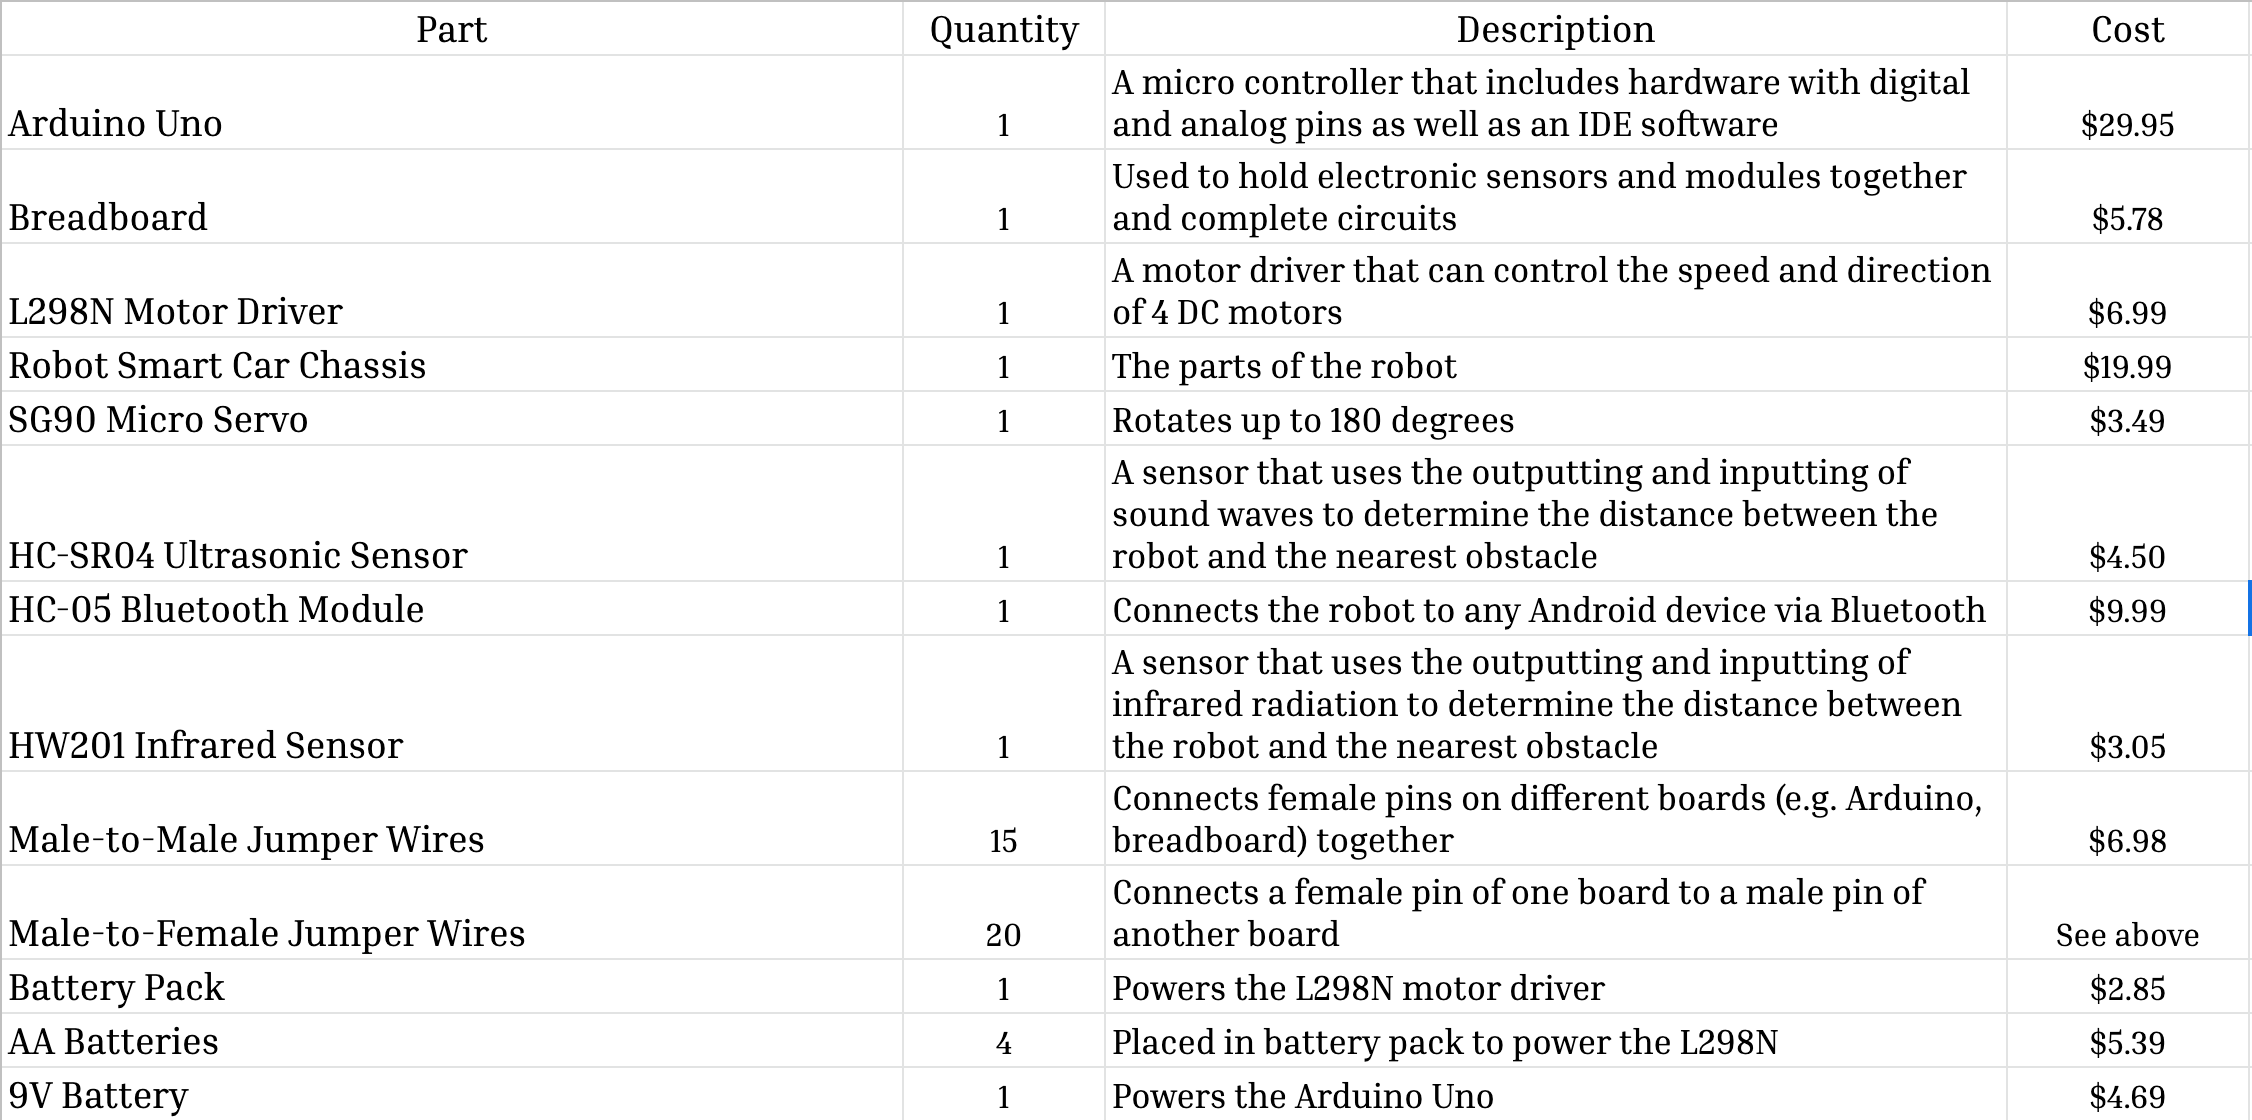 Part Quantity Description Cost
A micro controller that includes hardware with digital
Arduino Uno 1 and analog pins as well as an IDE software $29.95
Used to hold electronic sensors and modules together
Breadboard 1 and complete circuits $5.78
A motor driver that can control the speed and direction
L298N Motor Driver 1 of 4 DC motors $6.99
Robot Smart Car Chassis 1 The parts of the robot $19.99
SG90 Micro Servo 1 Rotates up to 180 degrees $3.49
A sensor that uses the outputting and inputting of
sound waves to determine the distance between the
HC-SR04 Ultrasonic Sensor 1 robot and the nearest obstacle $4.50
HC-05 Bluetooth Module 1 Connects the robot to any Android device via Bluetooth $9.99
A sensor that uses the outputting and inputting of
infrared radiation to determine the distance between
HW201 Infrared Sensor 1 the robot and the nearest obstacle $3.05
Connects female pins on different boards (e.g. Arduino,
Male-to-Male Jumper Wires 15 breadboard) together $6.98
Connects a female pin of one board to a male pin of
Male-to-Female Jumper Wires 20 another board See above
Battery Pack 1 Powers the L298N motor driver $2.85
AA Batteries 4 Placed in battery pack to power the L298N $5.39
9V Battery 1 Powers the Arduino Uno $4.69